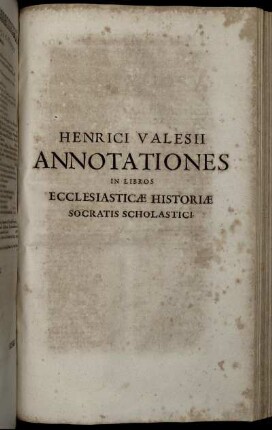 HENRICI VALESII
ANNOTATIONES
IN LIBROS
ECCLESIASTICÆ HISTORIÆ
SOCRATIS SCHOLASTICI